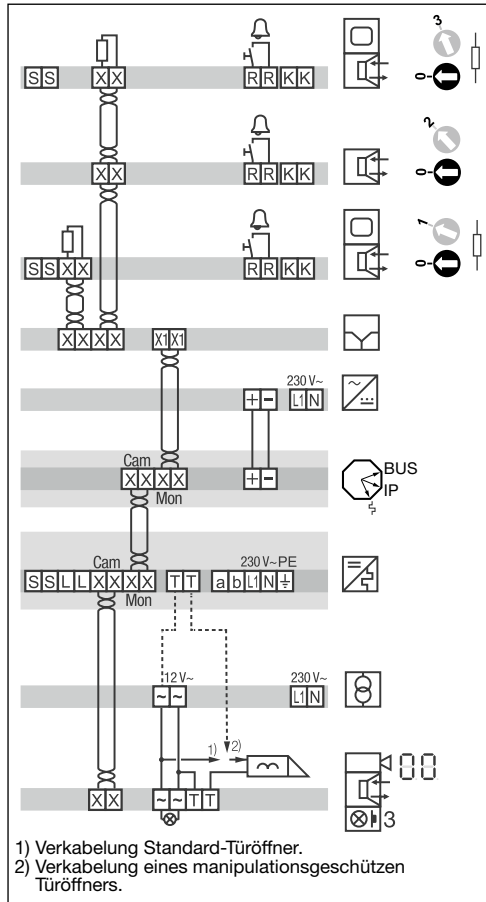 3
S S X X R R K K 0
2
X X R R K K 0
1
S S X X R R K K 0
X X X X X1 X1
230 V~
+ - L1 N
Cam
X X X X + - BUS
IP
Mon
Cam 230 V~PE
S S L L X X X X T T a b L1 N
Mon
12 V~ 230 V~
~ ~ L1 N
1) 2)
00
X X ~ ~ T T
3
1) Verkabelung Standard-Türöffner.
2) Verkabelung eines manipulationsgeschützen
Türöffners.